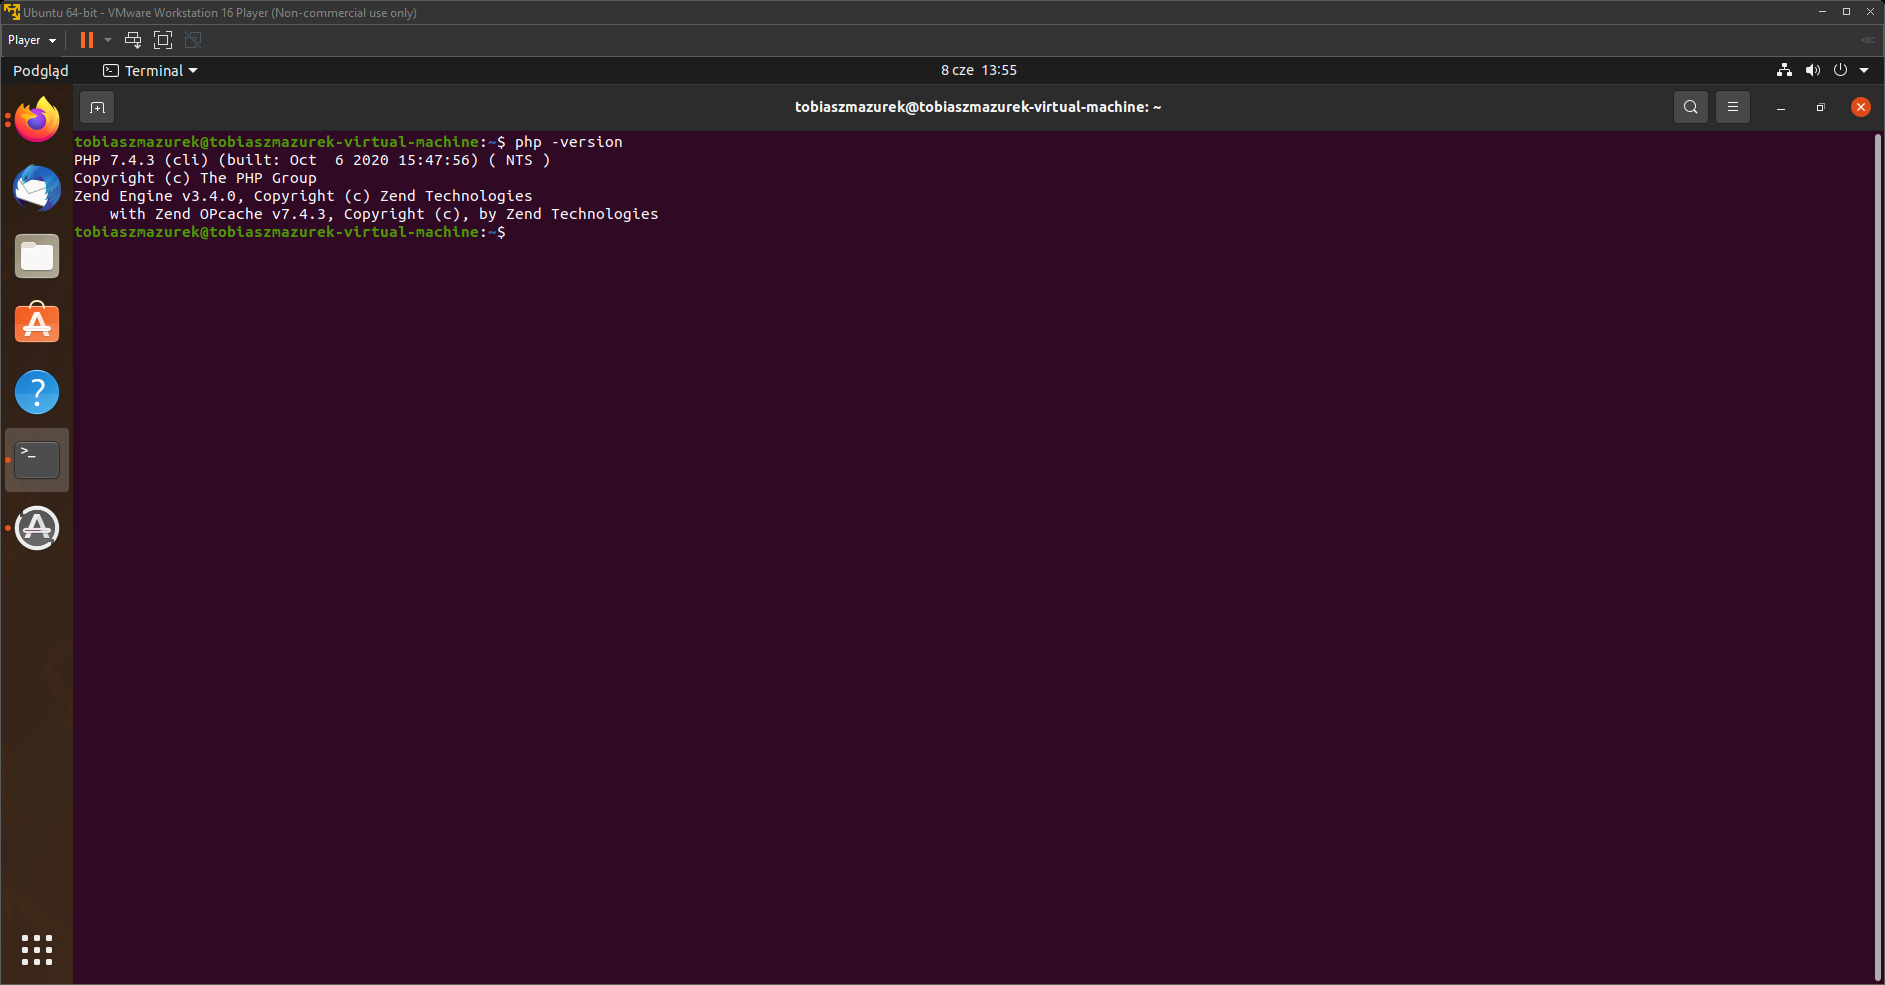 Ubuntu 64-bit - VMware Workstation 16 Player (Non-commercial use only)
Player
Podgląd
Terminal
8 cze 13:55
tobiaszmazurek@tobiaszmazurek-virtual-machine: ~
tobiaszmazurek@tobiaszmazurek-virtual-machine:~$ php -version
PHP 7.4.3 (cli) (built: Oct  6 2020 15:47:56) ( NTS )
Copyright (c) The PHP Group
Zend Engine v3.4.0, Copyright (c) Zend Technologies
    with Zend OPcache v7.4.3, Copyright (c), by Zend Technologies
tobiaszmazurek@tobiaszmazurek-virtual-machine:~$